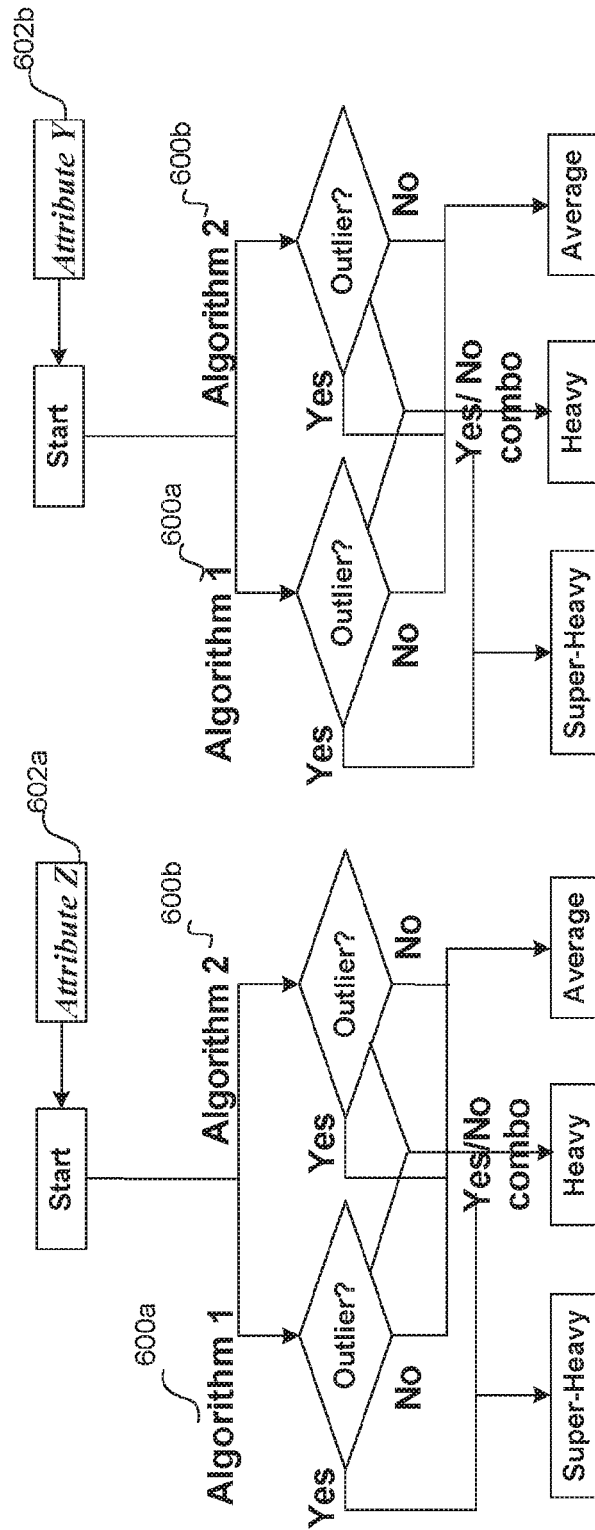 602a
Attribute Z
Start
600a
Algorithm 1
Algorithm 2
600b
Outlier?
Outlier?
Yes
No
Yes
No
Yes/No
combo
Super-Heavy
Heavy
Average
602b
Attribute Y
Start
600a
Algorithm 1
Algorithm 2
600b
Outlier?
Outlier?
Yes
No
Yes
No
Yes/ No
combo
Super-Heavy
Heavy
Average